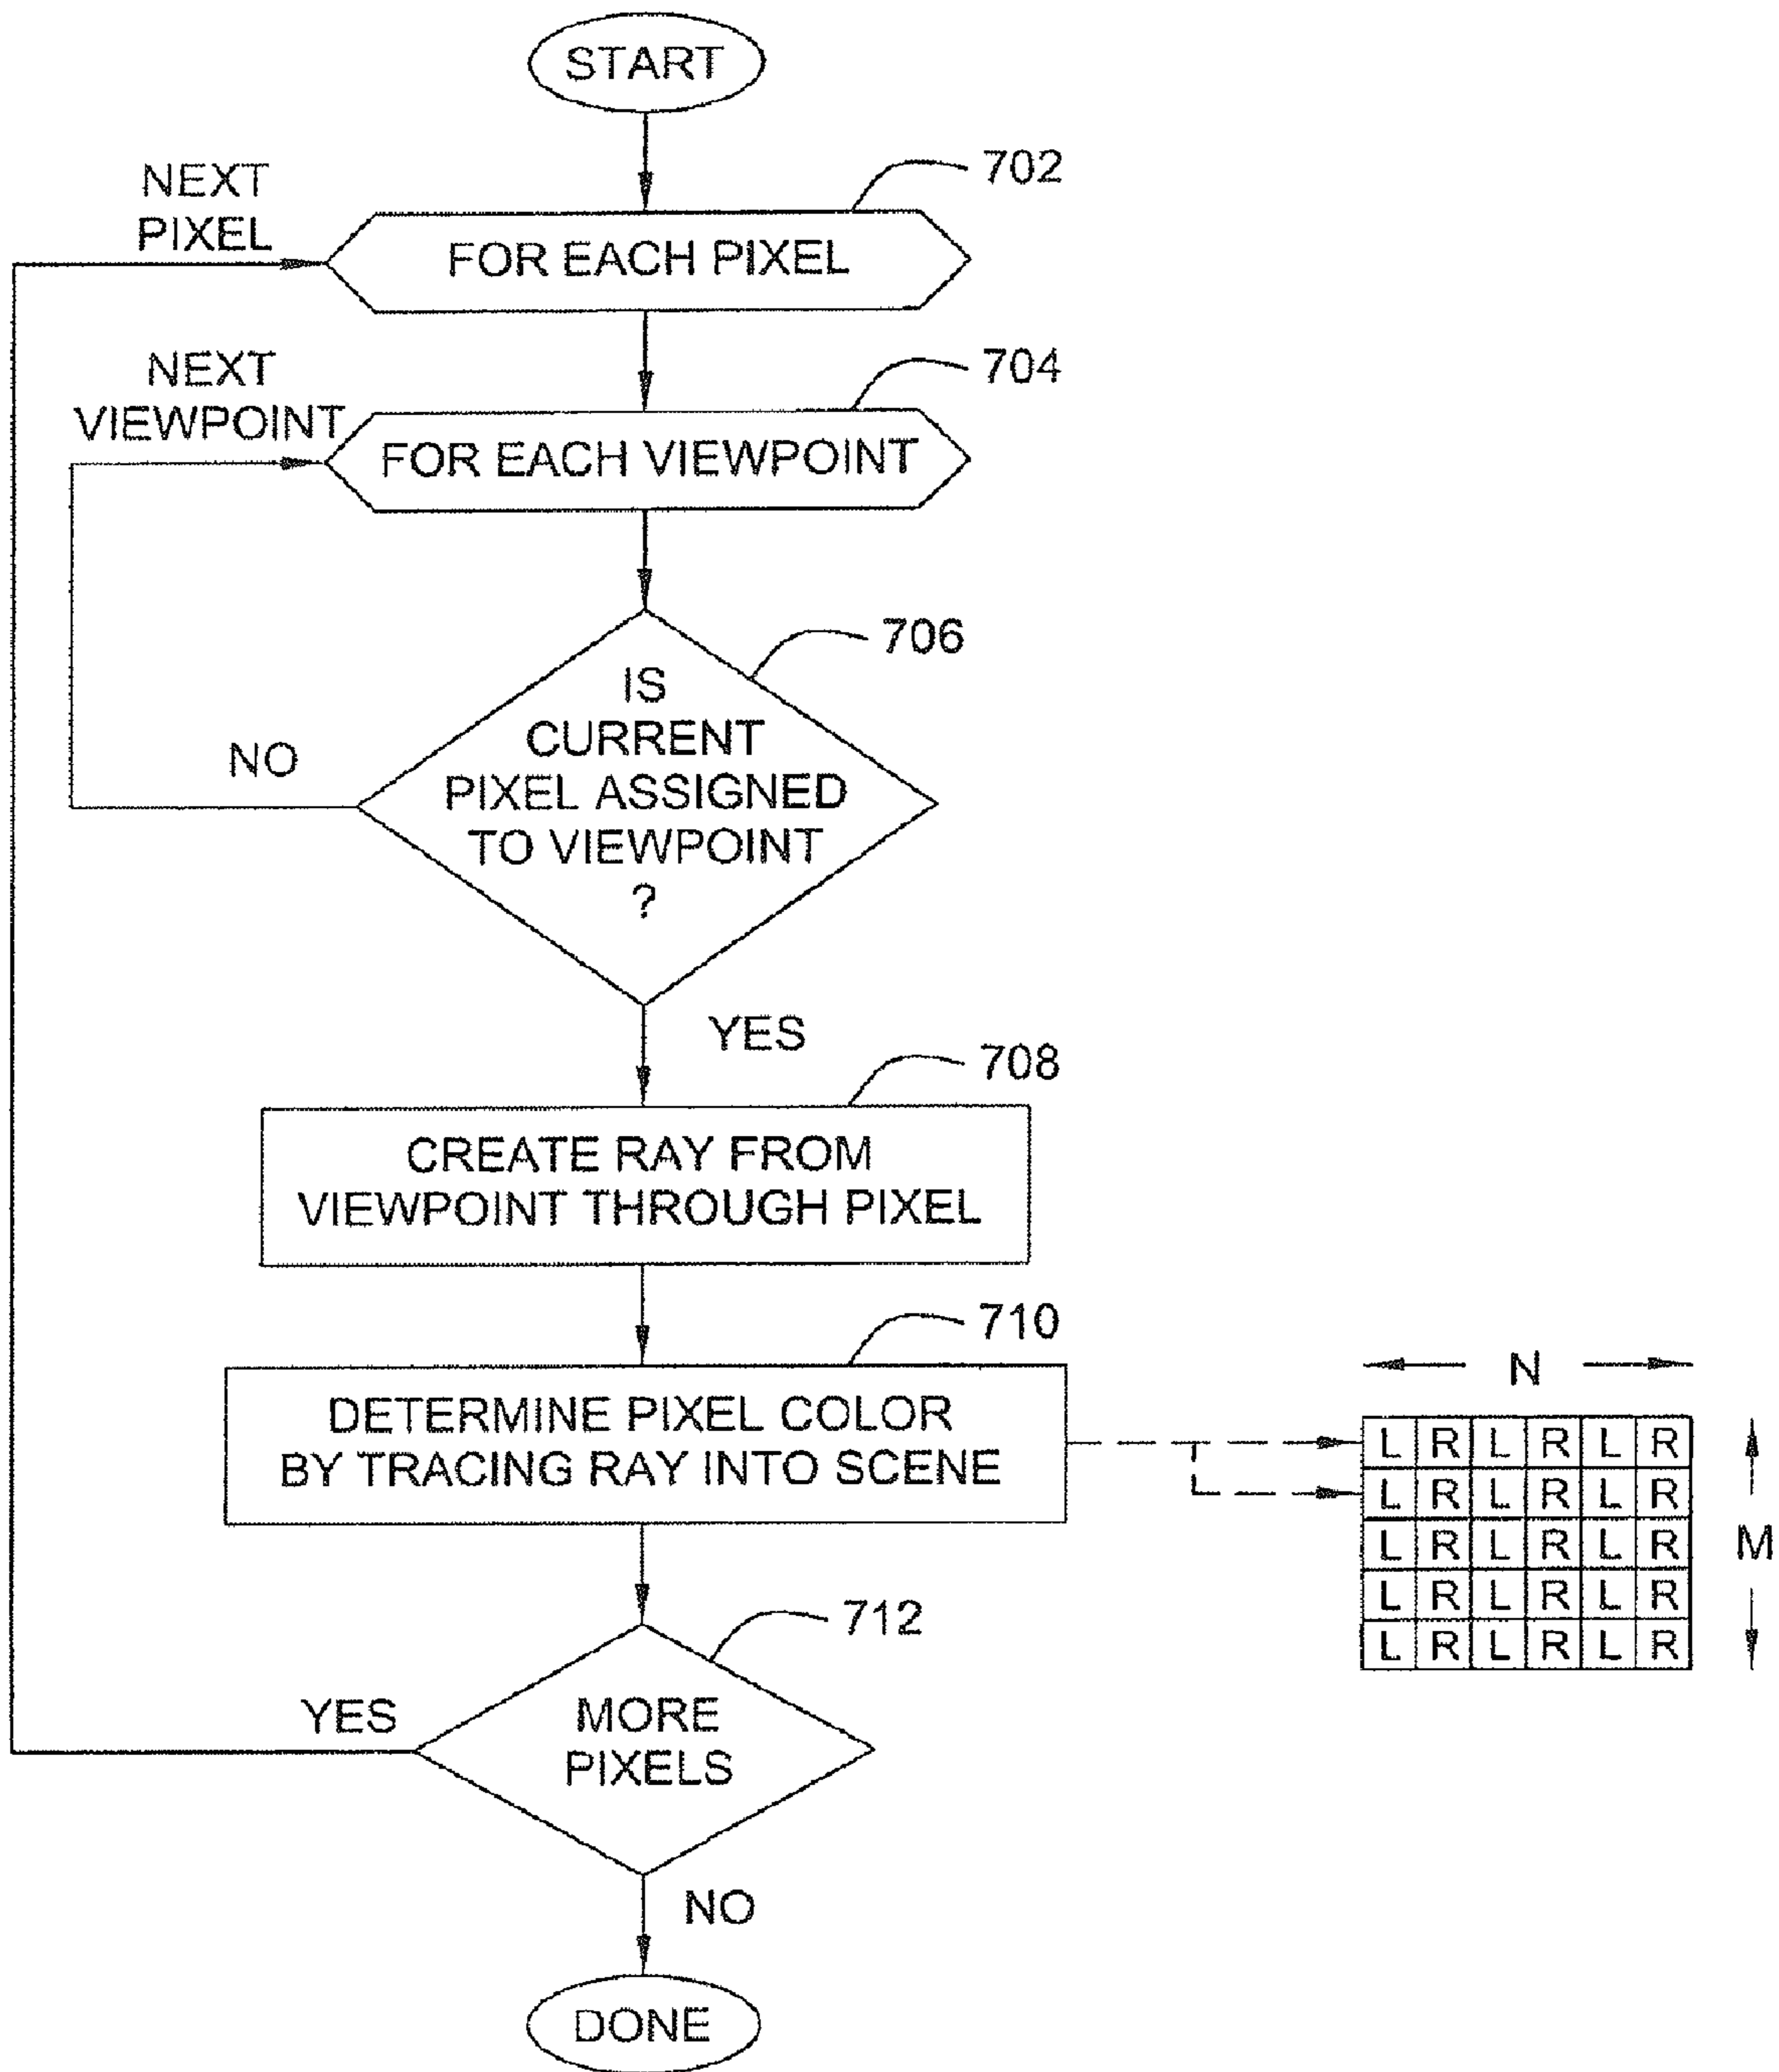 START
702
NEXT
PIXEL
FOR EACH PIXEL
704
NEXT
VIEWPOINT
FOR EACH VIEWPOINT
706
IS
CURRENT
PIXEL ASSIGNED
TO VIEWPOINT
?
NO
YES
708
CREATE RAY FROM
VIEWPOINT THROUGH PIXEL
710
DETERMINE PIXEL COLOR
BY TRACING RAY INTO SCENE
N
L R L R L R
L R L R L R
L R L R L R
L R L R L R
L R L R L R
M
712
MORE
PIXELS
YES
NO
DONE